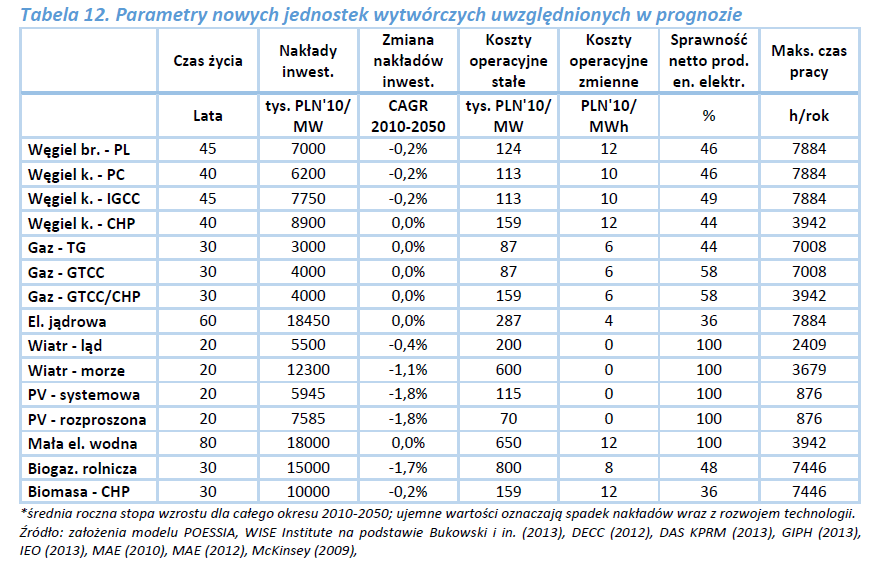 Tabela 12. Parametry nowych jednostek wytwórczych uwzględnionych w prognozie
Czas życia Nakłady inwest. Zmiana nakładów inwest. Koszty operacyjne stałe Koszty operacyjne zmienne Sprawność netto prod. en. elektr. Maks. czas pracy
Lata tys. PLN'10/ MW CAGR 2010-2050 tys. PLN'10/ MW PLN'10/ MWh % h/rok
Węgiel br. - PL 45 7000 -0,2% 124 12 46 7884
Węgiel k. - PC 40 6200 -0,2% 113 10 46 7884
Węgiel k. - IGCC 45 7750 -0,2% 113 10 49 7884
Węgiel k. - CHP 40 8900 0,0% 159 12 44 3942
Gaz - TG 30 3000 0,0% 87 6 44 7008
Gaz - GTCC 30 4000 0,0% 87 6 58 7008
Gaz - GTCC/CHP 30 4000 0,0% 159 6 58 3942
El. jądrowa 60 18450 0,0% 287 4 36 7884
Wiatr - ląd 20 5500 -0,4% 200 0 100 2409
Wiatr - morze 20 12300 -1,1% 600 0 100 3679
PV - systemowa 20 5945 -1,8% 115 0 100 876
PV - rozproszona 20 7585 -1,8% 70 0 100 876
Mała el. wodna 80 18000 0,0% 650 12 100 3942
Biogaz. rolnicza 30 15000 -1,7% 800 8 48 7446
Biomasa - CHP 30 10000 -0,2% 159 12 36 7446
*średnia roczna stopa wzrostu dla całego okresu 2010-2050; ujemne wartości oznaczają spadek nakładów wraz z rozwojem technologii.
Źródło: założenia modelu POESSIA, WISE Institute na podstawie Bukowski i in. (2013), DECC (2012), DAS KPRM (2013), GIPH (2013),
IEO (2013), MAE (2010), MAE (2012), McKinsey (2009),